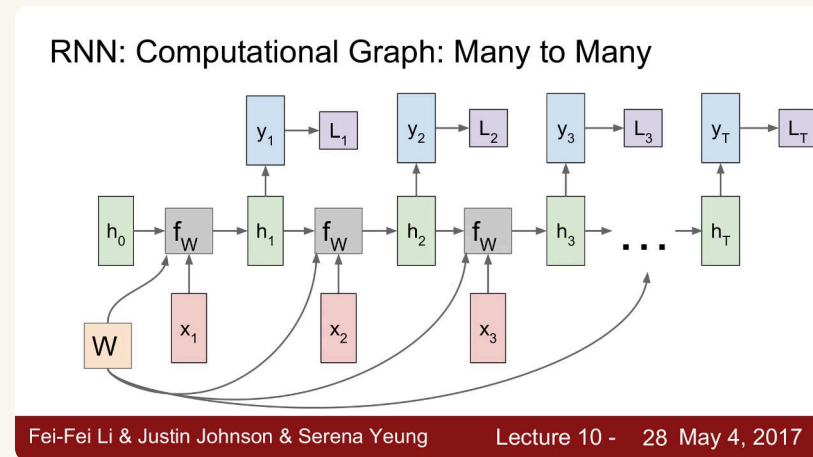 RNN: Computational Graph: Many to Many
y1 L1 y2 L2 y3 L3 yT LT
h0 fW h1 fW h2 fW h3 ... hT
x1 x2 x3
W
Fei-Fei Li & Justin Johnson & Serena Yeung Lecture 10 - 28 May 4, 2017